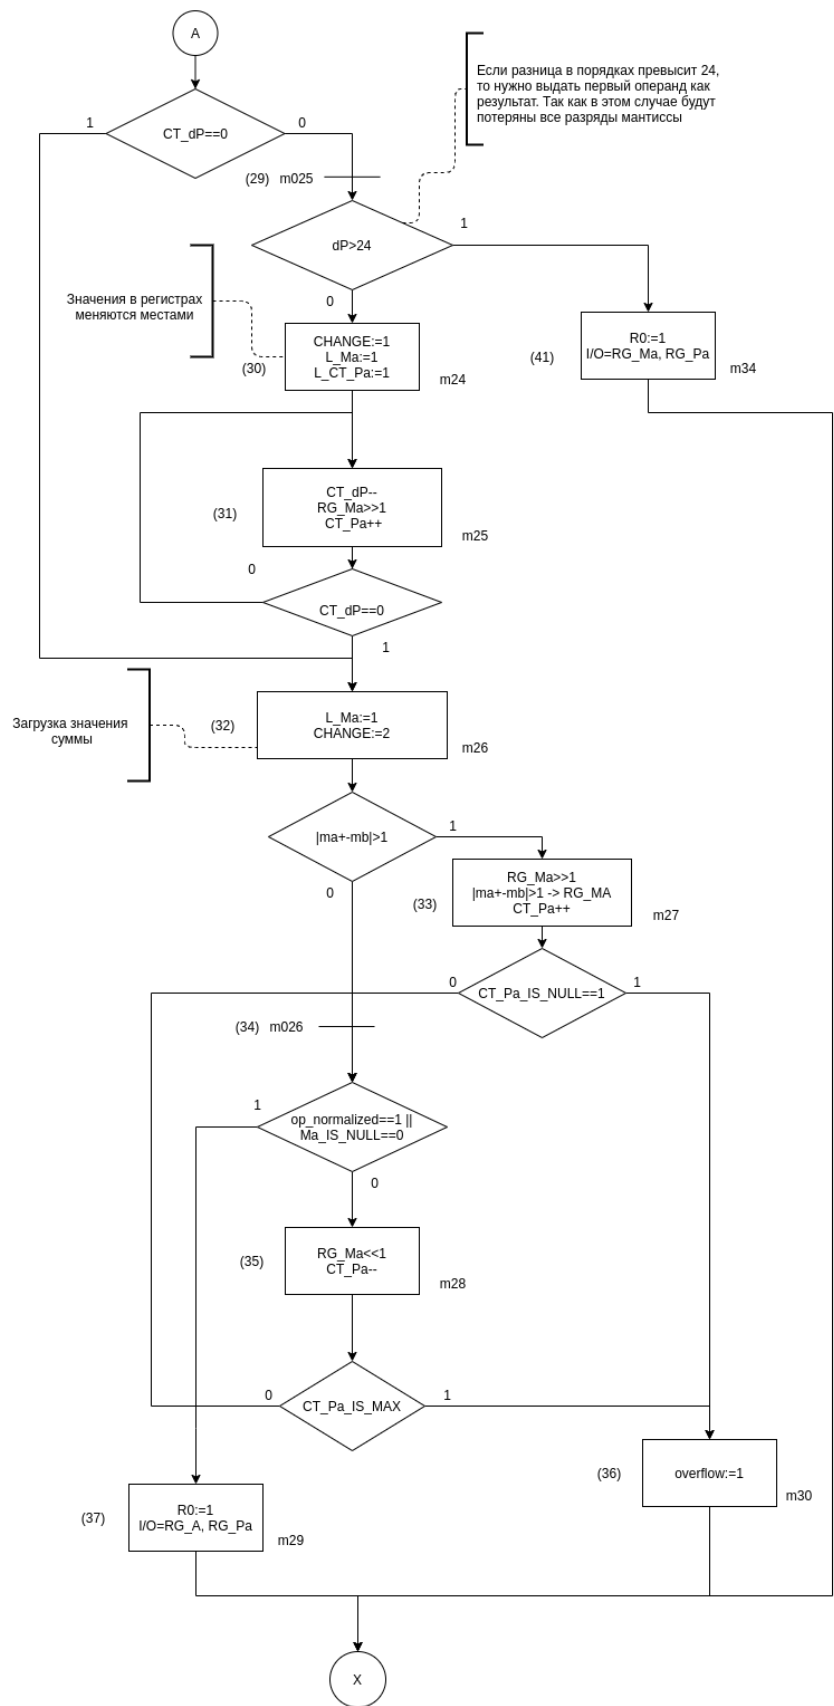 A
CT_dP==0
1
0
Если разница в порядках превысит 24,
то нужно выдать первый операнд как
результат. Так как в этом случае будут
потеряны все разряды мантиссы
(29) m025
dP>24
1
0
Значения в регистрах
меняются местами
(30)
CHANGE:=1
L_Ma:=1
L_CT_Pa:=1
m24
(41)
R0:=1
I/O=RG_Ma, RG_Pa
m34
(31)
CT_dP--
RG_Ma>>1
CT_Pa++
m25
0
CT_dP==0
1
Загрузка значения
суммы
(32)
L_Ma:=1
CHANGE:=2
m26
|ma+-mb|>1
1
0
(33)
RG_Ma>>1
|ma+-mb|>1 -> RG_MA
CT_Pa++
m27
0
CT_Pa_IS_NULL==1
1
(34) m026
1
op_normalized==1 ||
Ma_IS_NULL==0
0
(35)
RG_Ma<<1
CT_Pa--
m28
0
CT_Pa_IS_MAX
1
(36)
overflow:=1
m30
(37)
R0:=1
I/O=RG_A, RG_Pa
m29
X